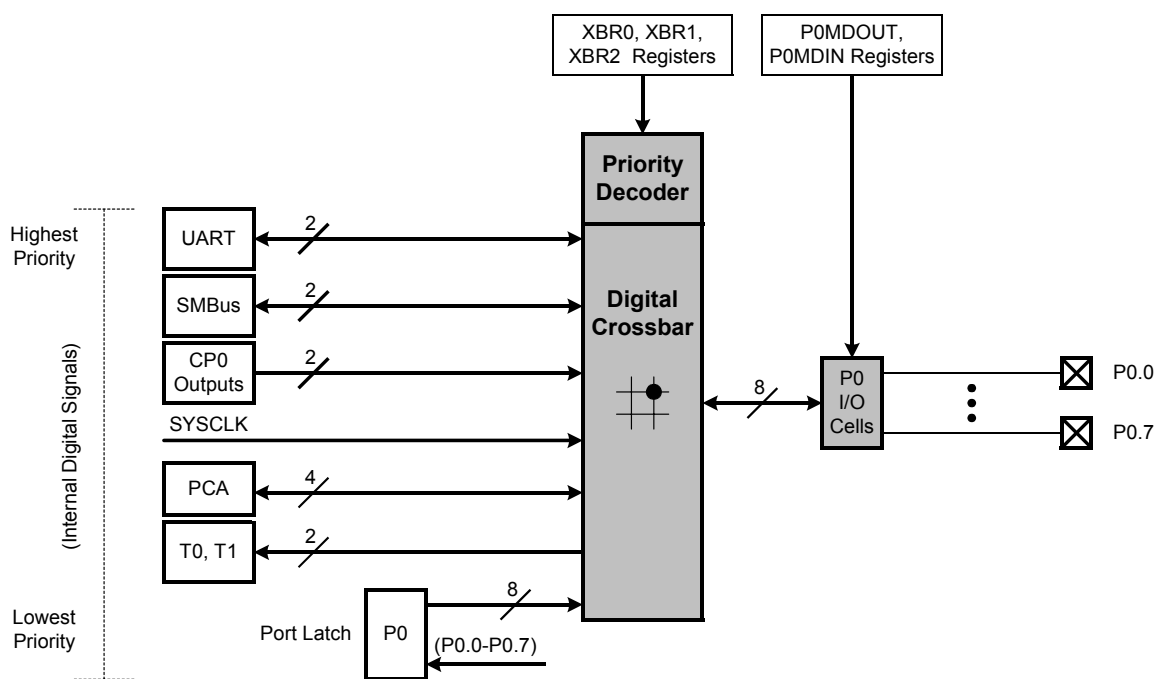 XBR0, XBR1,
XBR2 Registers
P0MDOUT,
P0MDIN Registers
Priority
Decoder
Highest
Priority
UART
2
SMBus
2
Digital
Crossbar
CP0
Outputs
2
SYSCLK
PCA
4
T0, T1
2
(Internal Digital Signals)
8
P0
I/O
Cells
P0.0
P0.7
Lowest
Priority
Port Latch
P0
8
(P0.0-P0.7)